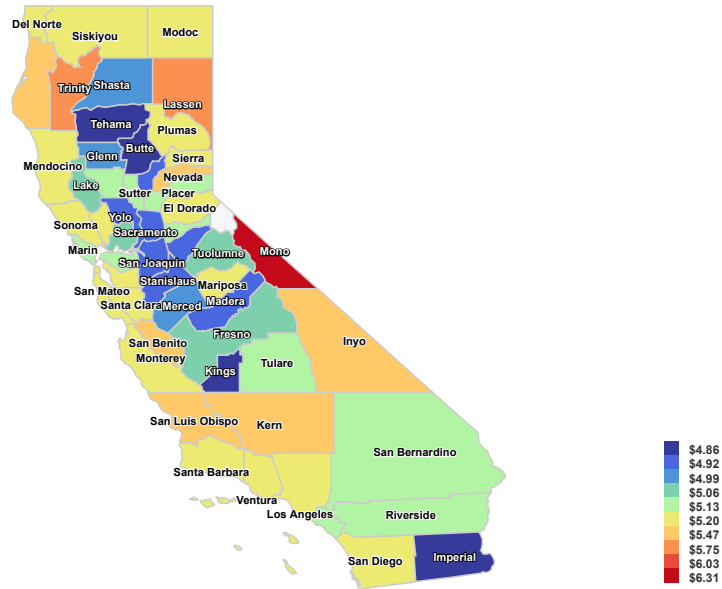 Del Norte
Siskiyou
Modoc
Trinity
Shasta
Lassen
Tehama
Plumas
Butte
Glenn
Sierra
Mendocino
Nevada
Lake
Sutter
Placer
El Dorado
Yolo
Sonoma
Sacramento
Marin
Tuolumne
Mono
San Joaquin
Stanislaus
Mariposa
San Mateo
Santa Clara
Merced
Madera
Fresno
Inyo
San Benito
Monterey
Tulare
Kings
San Luis Obispo
Kern
San Bernardino
Santa Barbara
Ventura
Los Angeles
Riverside
San Diego
Imperial
$4.86
$4.92
$4.99
$5.06
$5.13
$5.20
$5.47
$5.75
$6.03
$6.31